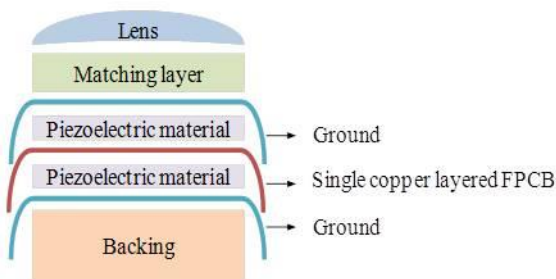 Lens
Matching layer
Piezoelectric material
Ground
Piezoelectric material
Single copper layered FPCB
Ground
Backing